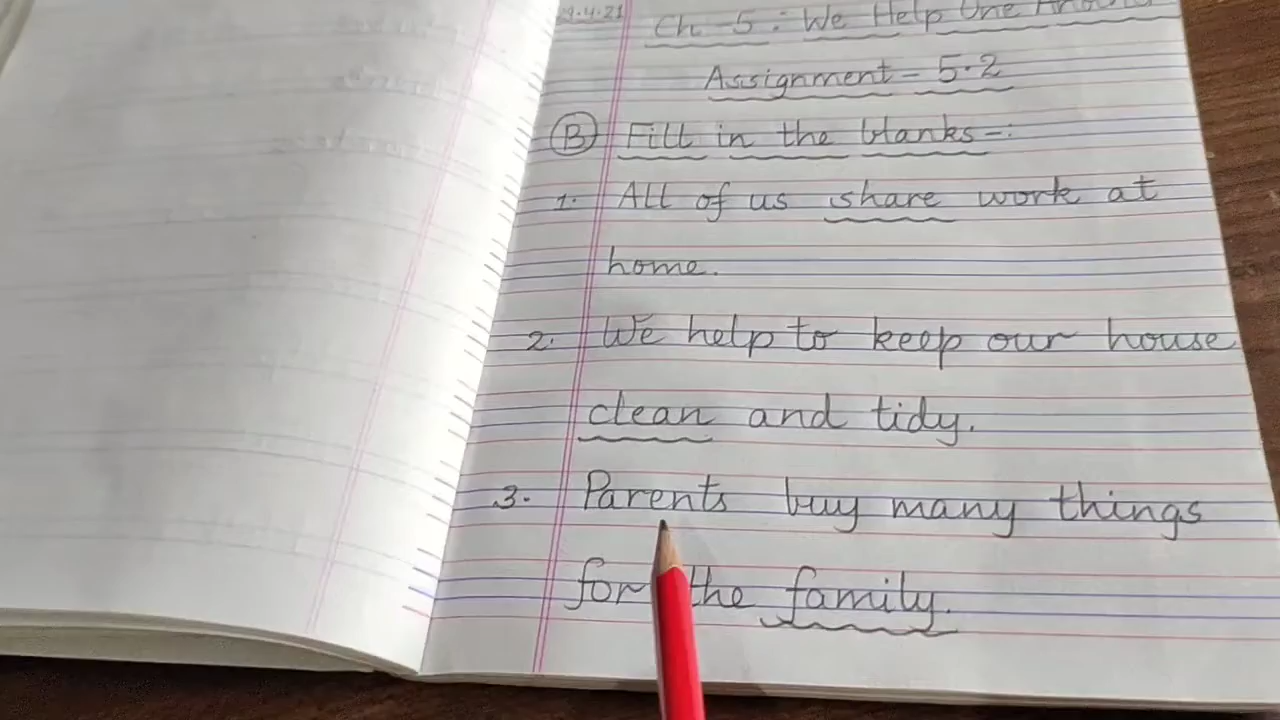 29.4.21
Ch - 5 : We Help One Another
Assignment - 5.2
B Fill in the blanks -:
1. All of us share work at
home.
2. We help to keep our house
clean and tidy.
3. Parents buy many things
for the family.